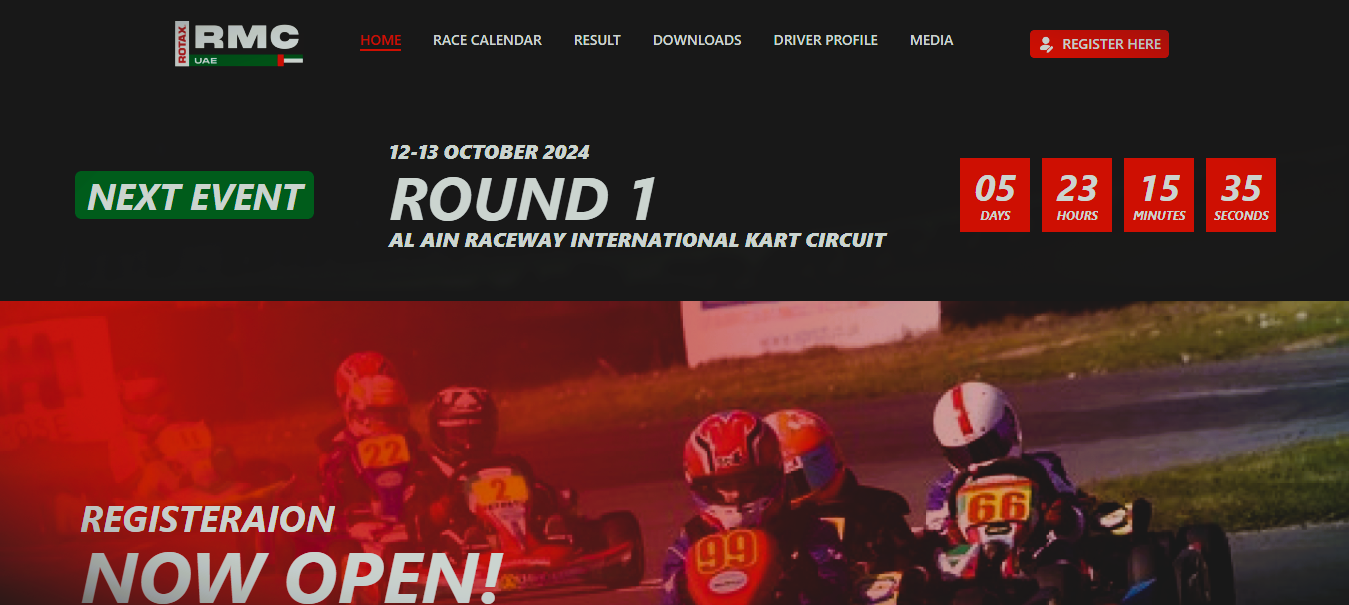 ROTAX
RMC
UAE
HOME
RACE CALENDAR
RESULT
DOWNLOADS
DRIVER PROFILE
MEDIA
REGISTER HERE
NEXT EVENT
12-13 OCTOBER 2024
ROUND 1
AL AIN RACEWAY INTERNATIONAL KART CIRCUIT
05
DAYS
23
HOURS
15
MINUTES
35
SECONDS
22
2
99
66
REGISTERAION
NOW OPEN!